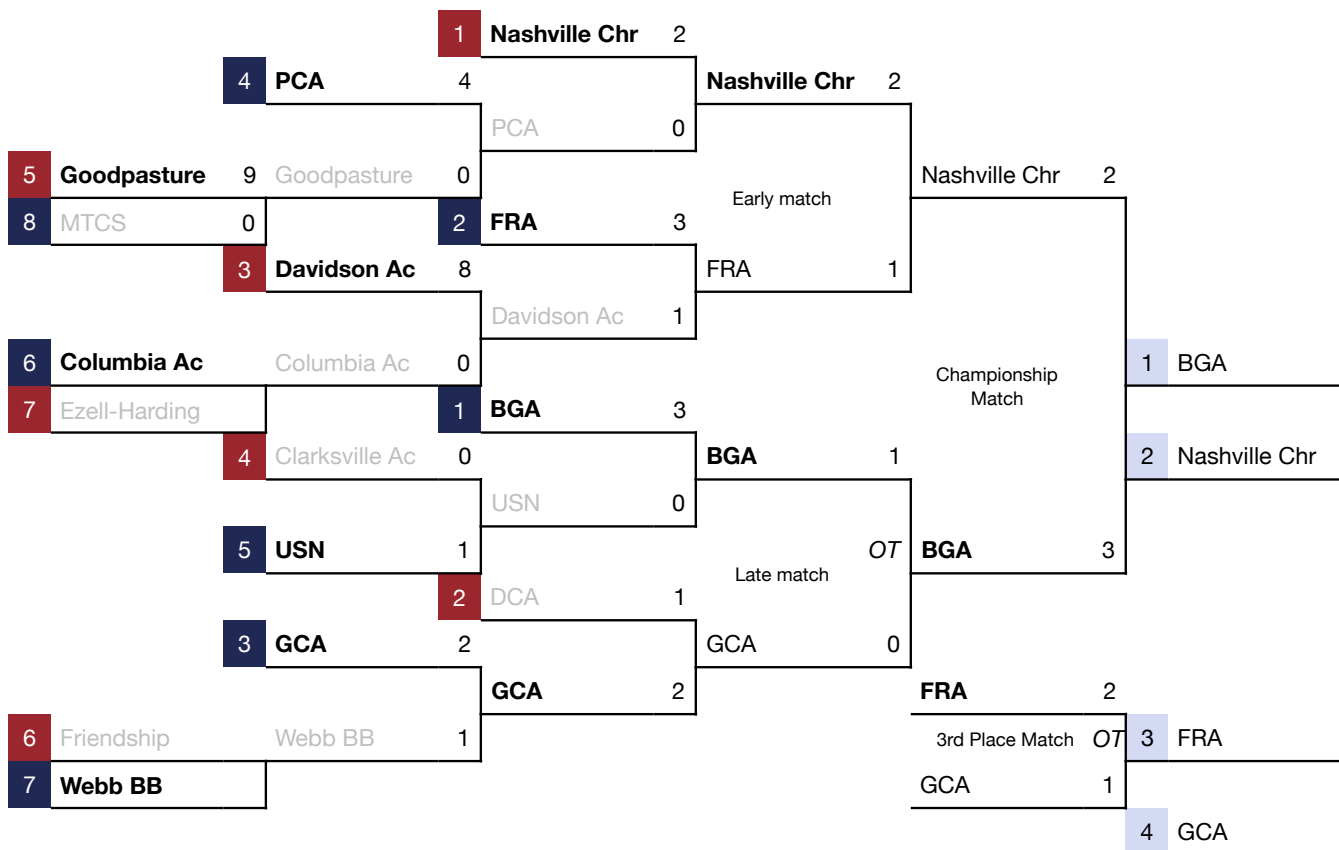 1 Nashville Chr 2
4 PCA 4 Nashville Chr 2
PCA 0
5 Goodpasture 9 Goodpasture 0 Nashville Chr 2
Early match
8 MTCS 0 2 FRA 3
3 Davidson Ac 8 FRA 1
Davidson Ac 1
6 Columbia Ac Columbia Ac 0 1 BGA
Championship
Match
7 Ezell-Harding 1 BGA 3
4 Clarksville Ac 0 BGA 1 2 Nashville Chr
USN 0
5 USN 1 OT BGA 3
Late match
2 DCA 1
3 GCA 2 GCA 0
GCA 2 FRA 2
6 Friendship Webb BB 1 3rd Place Match OT 3 FRA
7 Webb BB GCA 1
4 GCA